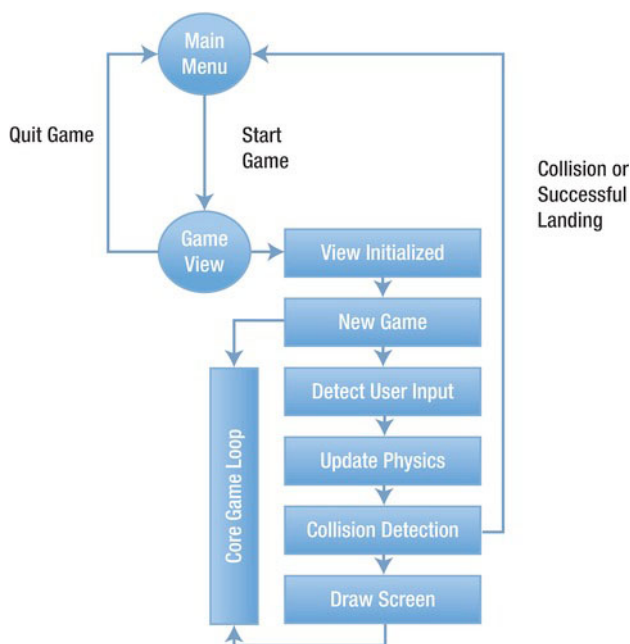 Main
Menu
Quit Game
Start
Game
Collision or
Successful
Landing
Game
View
View Initialized
New Game
Detect User Input
Update Physics
Core Game Loop
Collision Detection
Draw Screen